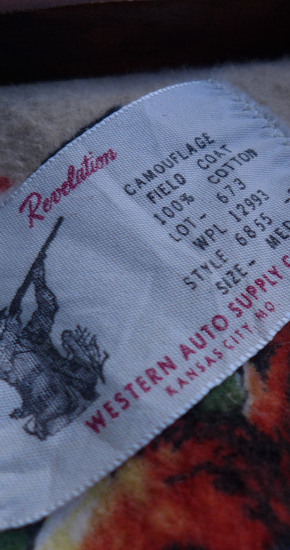 Revelation
CAMOUFLAGE
FIELD COAT
100% COTTON
LOT- 673
WPL 12993
STYLE 6855 -
SIZE- MED
WESTERN AUTO SUPPLY C
KANSAS CITY, MO